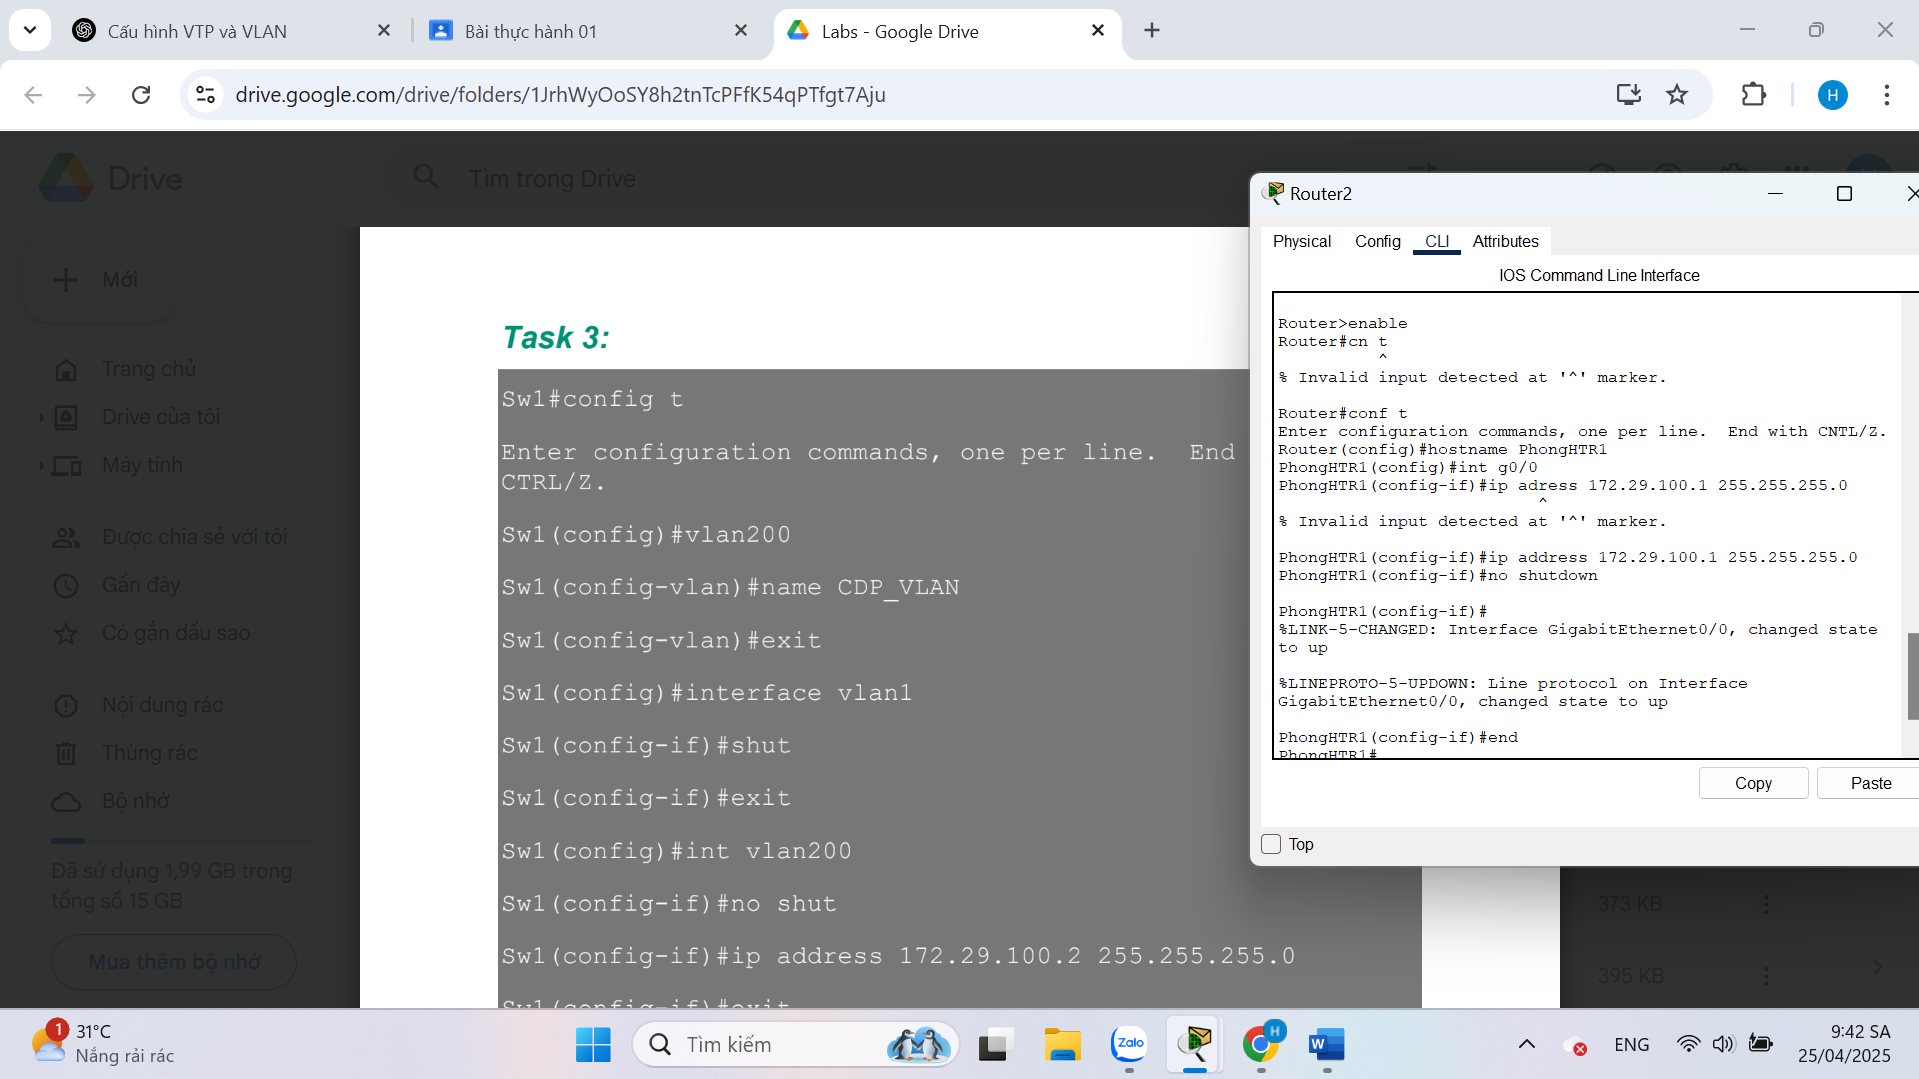 Cấu hình VTP và VLAN
Bài thực hành 01
Labs - Google Drive
drive.google.com/drive/folders/1JrhWyOoSY8h2tnTcPFfK54qPTfgt7Aju
H
Drive
Tìm trong Drive
Mới
Trang chủ
Drive của tôi
Máy tính
Được chia sẻ với tôi
Gần đây
Có gắn dấu sao
Nội dung rác
Thùng rác
Bộ nhớ
Đã sử dụng 1,99 GB trong
tổng số 15 GB
Mua thêm bộ nhớ
Task 3:
Sw1#config t
Enter configuration commands, one per line.  End
CTRL/Z.
Sw1(config)#vlan200
Sw1(config-vlan)#name CDP_VLAN
Sw1(config-vlan)#exit
Sw1(config)#interface vlan1
Sw1(config-if)#shut
Sw1(config-if)#exit
Sw1(config)#int vlan200
Sw1(config-if)#no shut
Sw1(config-if)#ip address 172.29.100.2 255.255.255.0
Sw1(config-if)#exit
Router2
Physical Config CLI Attributes
IOS Command Line Interface
Router>enable
Router#cn t
^
% Invalid input detected at '^' marker.
Router#conf t
Enter configuration commands, one per line.  End with CNTL/Z.
Router(config)#hostname PhongHTR1
PhongHTR1(config)#int g0/0
PhongHTR1(config-if)#ip adress 172.29.100.1 255.255.255.0
^
% Invalid input detected at '^' marker.
PhongHTR1(config-if)#ip address 172.29.100.1 255.255.255.0
PhongHTR1(config-if)#no shutdown
PhongHTR1(config-if)#
%LINK-5-CHANGED: Interface GigabitEthernet0/0, changed state
to up
%LINEPROTO-5-UPDOWN: Line protocol on Interface
GigabitEthernet0/0, changed state to up
PhongHTR1(config-if)#end
PhongHTR1#
Copy Paste
Top
373 KB
395 KB
1
31°C
Nắng rải rác
Tìm kiếm
Zalo
H
W
ENG
9:42 SA
25/04/2025